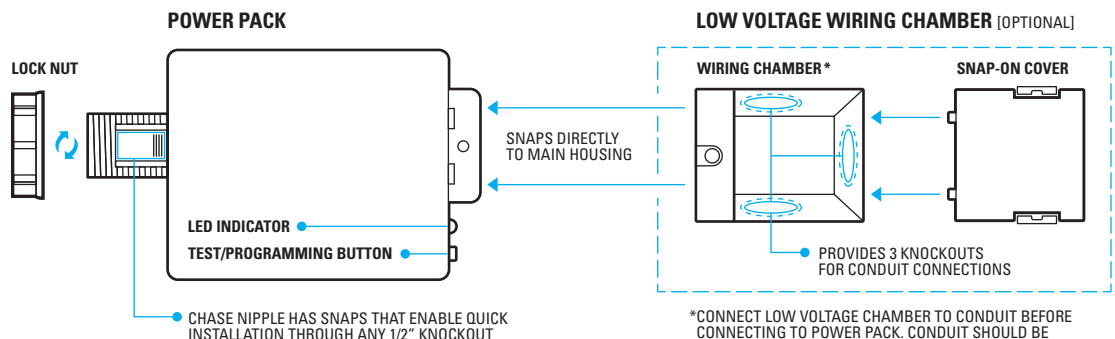 POWER PACK
LOW VOLTAGE WIRING CHAMBER [OPTIONAL]
LOCK NUT
WIRING CHAMBER*
SNAP-ON COVER
SNAPS DIRECTLY
TO MAIN HOUSING
LED INDICATOR
TEST/PROGRAMMING BUTTON
PROVIDES 3 KNOCKOUTS
FOR CONDUIT CONNECTIONS
CHASE NIPPLE HAS SNAPS THAT ENABLE QUICK
INSTALLATION THROUGH ANY 1/2” KNOCKOUT
*CONNECT LOW VOLTAGE CHAMBER TO CONDUIT BEFORE
CONNECTING TO POWER PACK. CONDUIT SHOULD BE